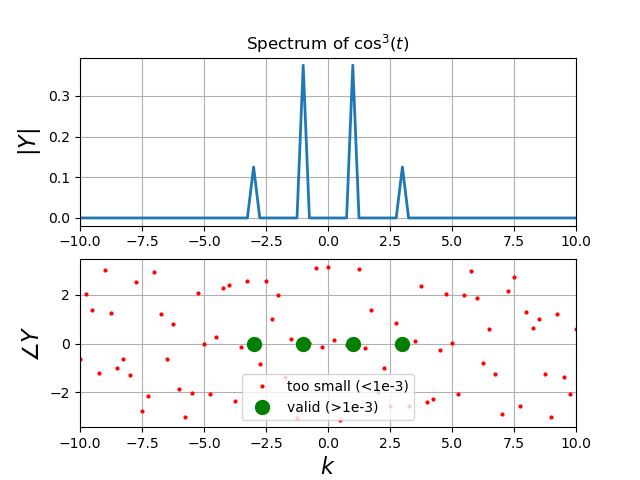 Spectrum of cos³(t)
|Y|
0.3
0.2
0.1
0.0
−10.0 −7.5 −5.0 −2.5 0.0 2.5 5.0 7.5 10.0
∠Y
2
0
−2
too small (<1e-3)
valid (>1e-3)
−10.0 −7.5 −5.0 −2.5 0.0 2.5 5.0 7.5 10.0
k